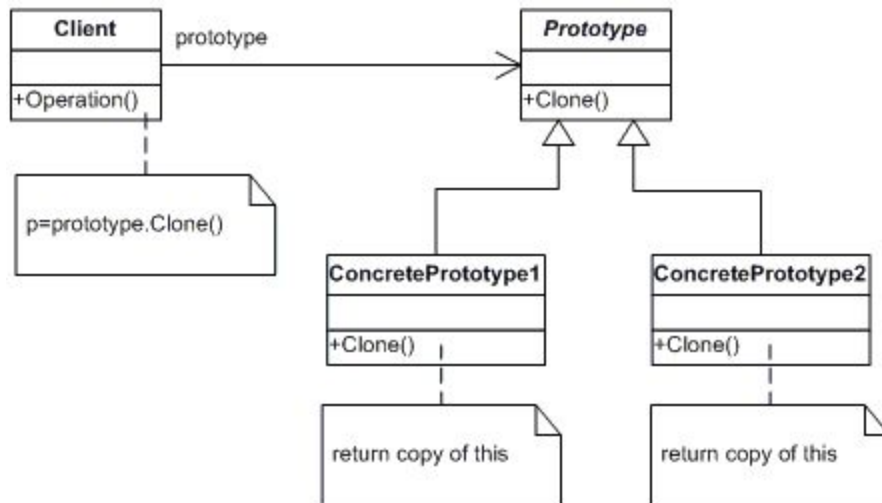 Client
prototype
Prototype
+Operation()
+Clone()
p=prototype.Clone()
ConcretePrototype1
ConcretePrototype2
+Clone()
+Clone()
return copy of this
return copy of this